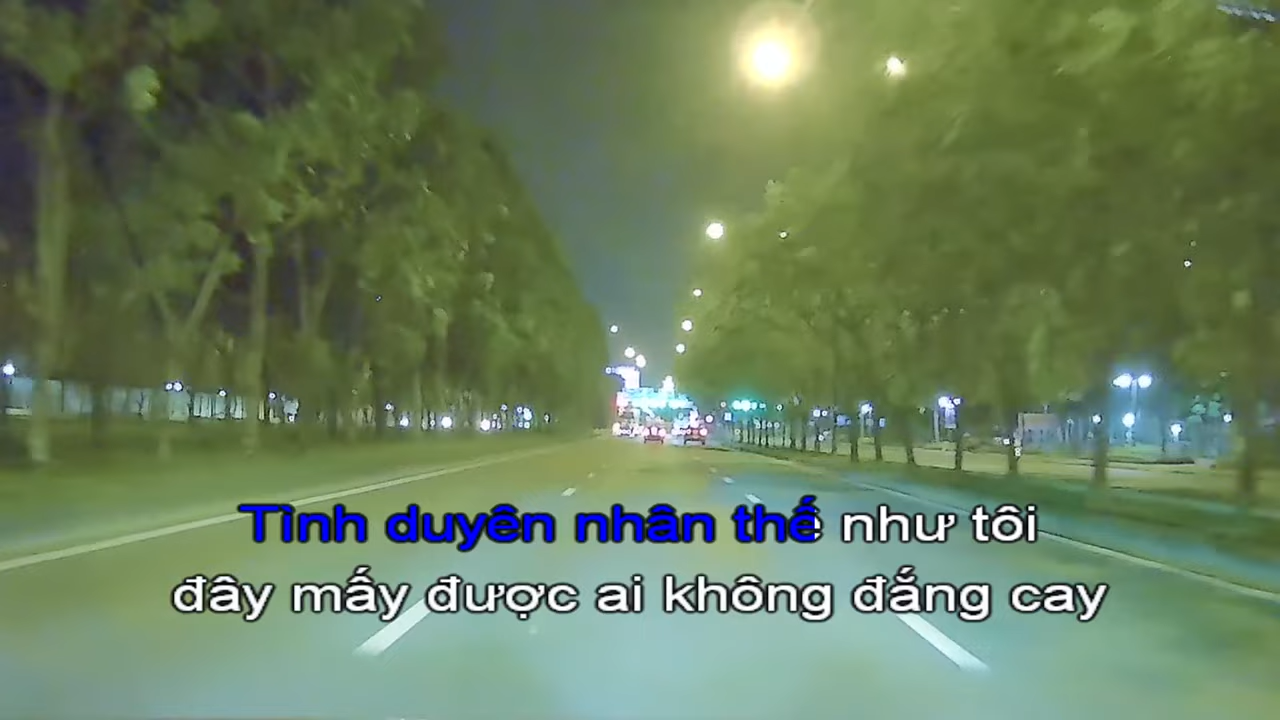 Tình duyên nhân thế như tôi
đây mấy được ai không đắng cay